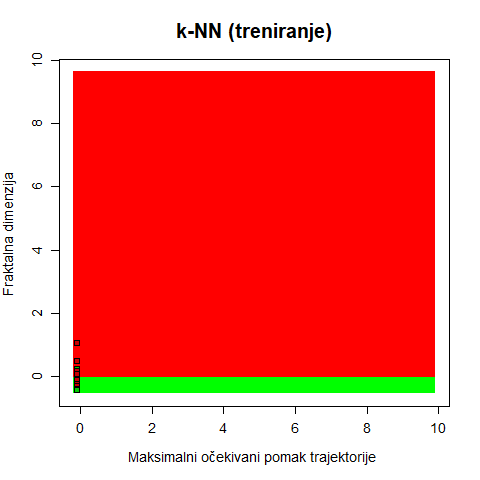 k-NN (treniranje)
Fraktalna dimenzija
10
8
6
4
2
0
0 2 4 6 8 10
Maksimalni očekivani pomak trajektorije